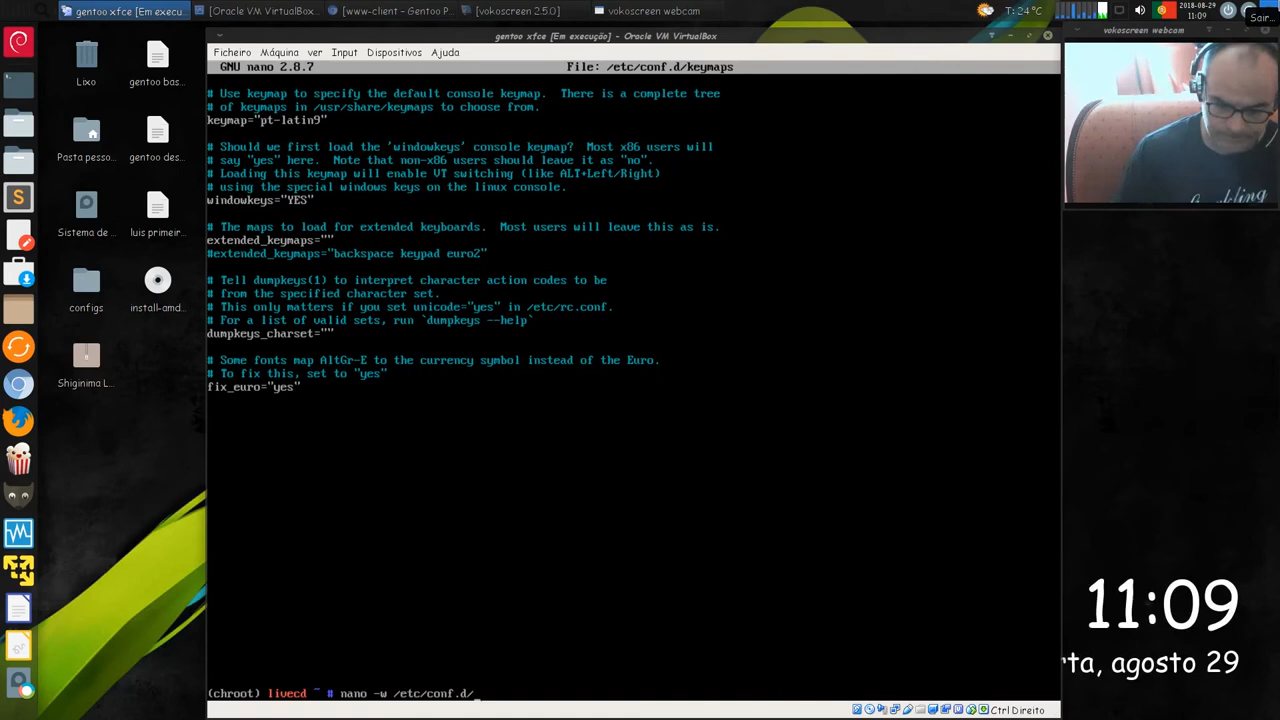 gentoo xfce [Em execu...
[Oracle VM VirtualBox]
[www-client - Gentoo P...
[vokoscreen 2.5.0]
vokoscreen webcam
T: 24 °C
2018-08-29
11:09
Sair...
gentoo xfce [Em execução] - Oracle VM VirtualBox
vokoscreen webcam
Ficheiro Máquina ver Input Dispositivos Ajuda
GNU nano 2.8.7 File: /etc/conf.d/keymaps
# Use keymap to specify the default console keymap. There is a complete tree
# of keymaps in /usr/share/keymaps to choose from.
keymap="pt-latin9"
# Should we first load the 'windowkeys' console keymap? Most x86 users will
# say "yes" here. Note that non-x86 users should leave it as "no".
# Loading this keymap will enable VT switching (like ALT+Left/Right)
# using the special windows keys on the linux console.
windowkeys="YES"
# The maps to load for extended keyboards. Most users will leave this as is.
extended_keymaps=""
#extended_keymaps="backspace keypad euro2"
# Tell dumpkeys(1) to interpret character action codes to be
# from the specified character set.
# This only matters if you set unicode="yes" in /etc/rc.conf.
# For a list of valid sets, run `dumpkeys --help`
dumpkeys_charset=""
# Some fonts map AltGr-E to the currency symbol instead of the Euro.
# To fix this, set to "yes"
fix_euro="yes"
(chroot) livecd ~ # nano -w /etc/conf.d/_
Ctrl Direito
Lixo
gentoo bas...
Pasta pesso...
gentoo des...
Sistema de ...
luis primeir...
configs
install-amd...
Shiginima L...
11:09
rta, agosto 29